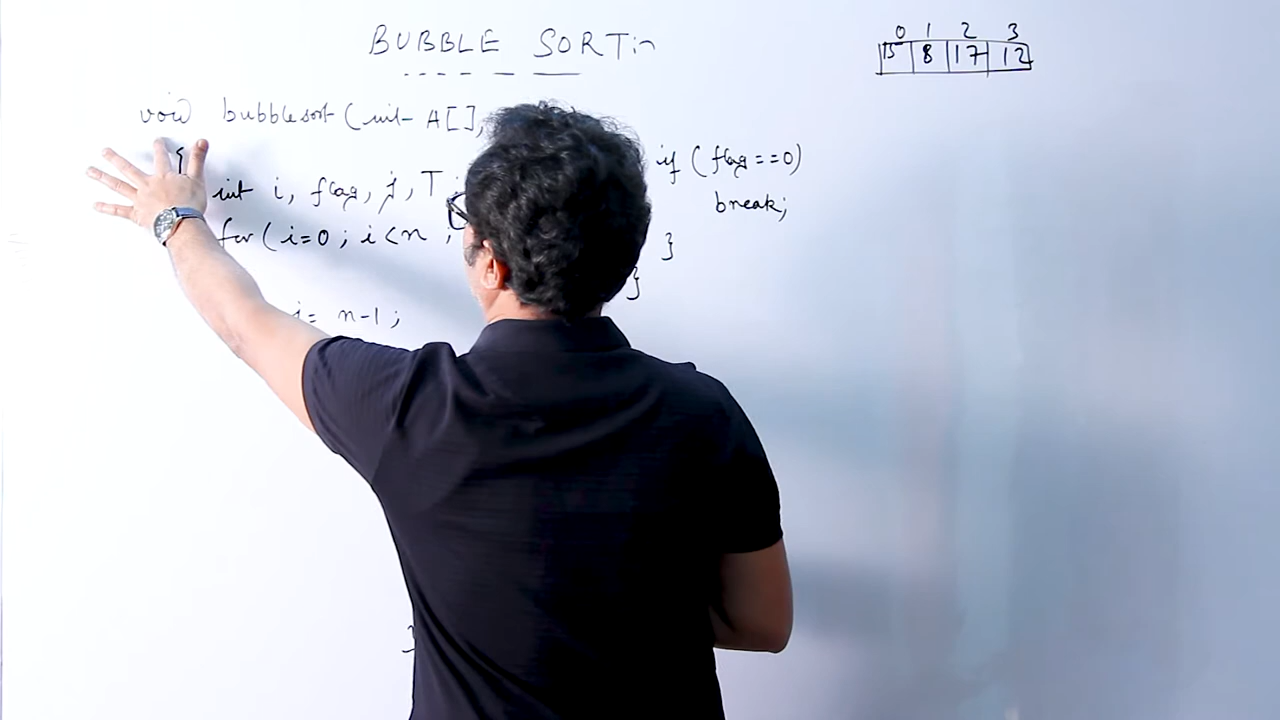 BUBBLE SORTin
void bubblesort (int A[],
{
int i, flag, j, T ;
for ( i=0 ; i<n ;
= n-1 ;
if ( flag ==0)
break;
}
}
0 1 2 3
15 8 17 12